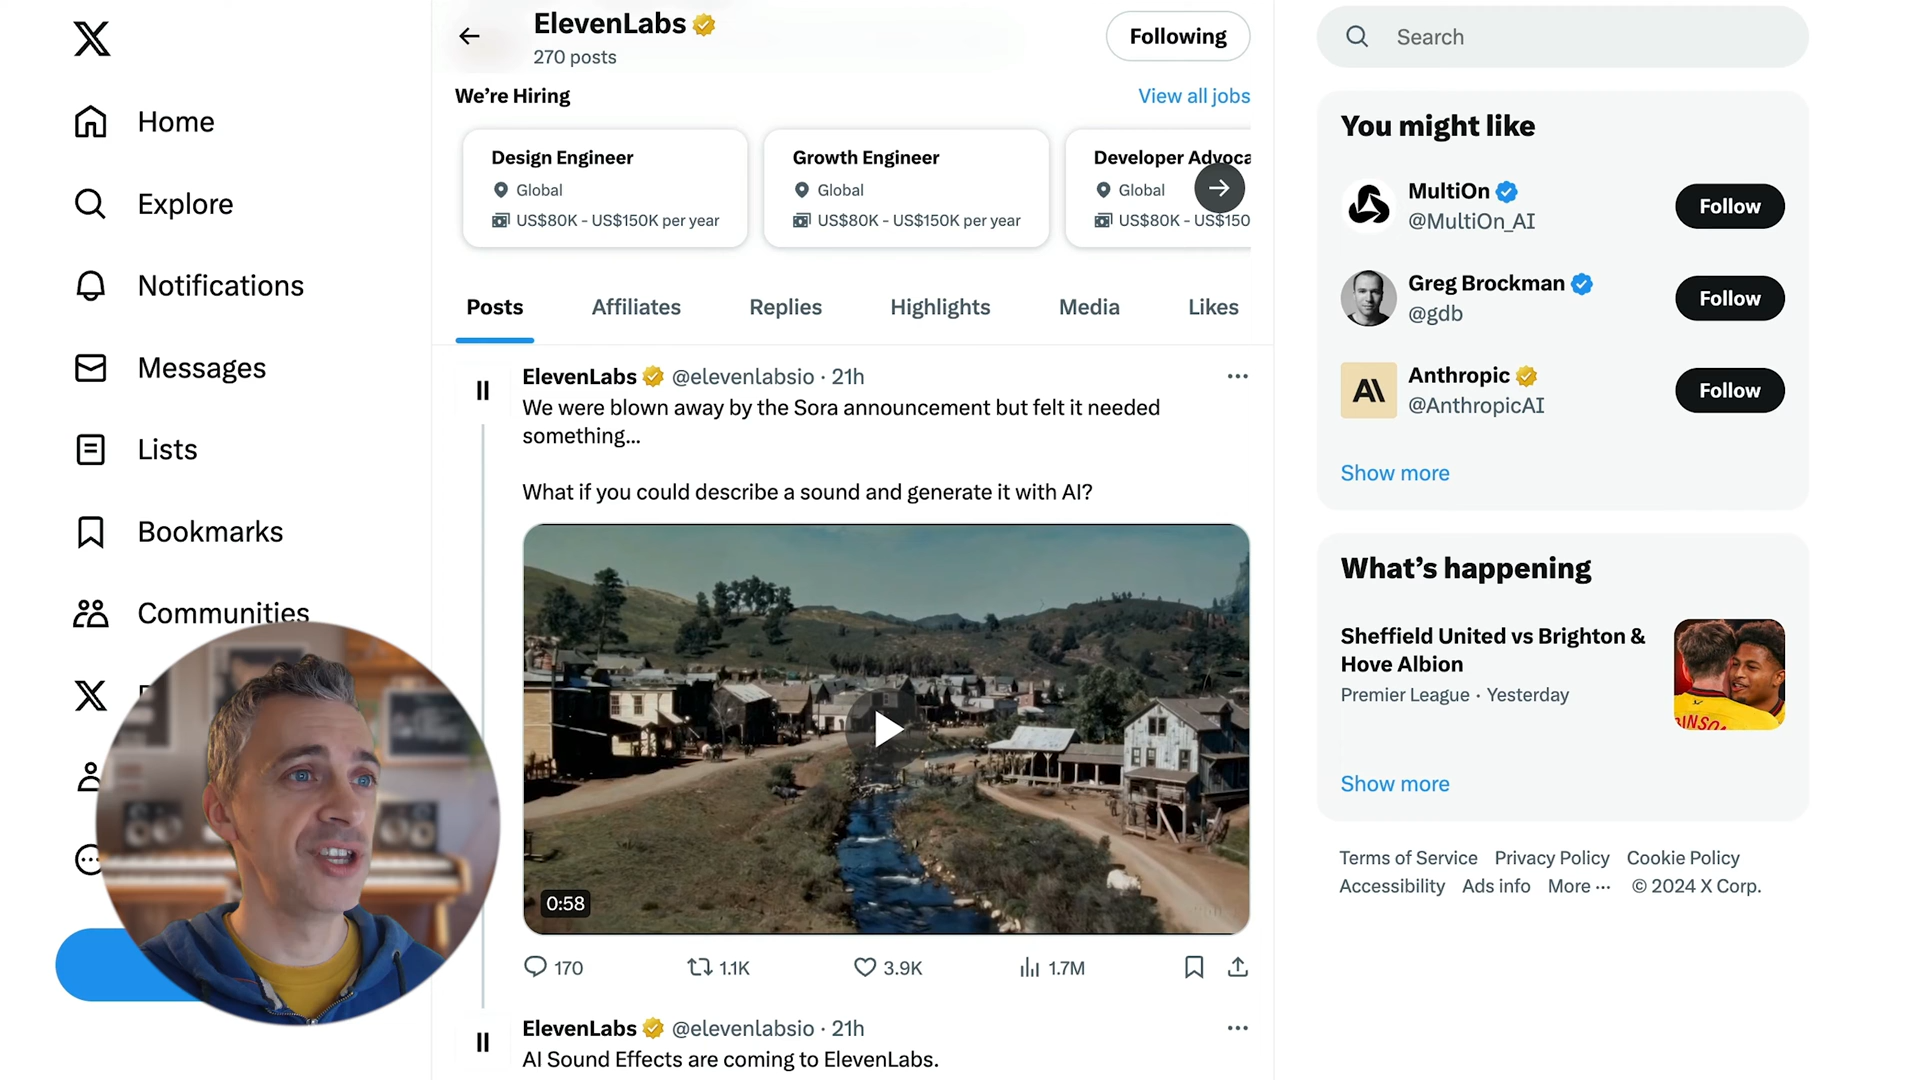 Home
Explore
Notifications
Messages
Lists
Bookmarks
Communities
ElevenLabs
270 posts
Following
We're Hiring
View all jobs
Design Engineer
Global
US$80K - US$150K per year
Growth Engineer
Global
US$80K - US$150K per year
Developer
Global
US$80K - US$150
Posts
Affiliates
Replies
Highlights
Media
Likes
ElevenLabs @elevenlabsio · 21h
We were blown away by the Sora announcement but felt it needed
something...
What if you could describe a sound and generate it with AI?
0:58
170
1.1K
3.9K
1.7M
ElevenLabs @elevenlabsio · 21h
AI Sound Effects are coming to ElevenLabs.
Search
You might like
MultiOn
@MultiOn_AI
Follow
Greg Brockman
@gdb
Follow
Anthropic
@AnthropicAI
Follow
Show more
What's happening
Sheffield United vs Brighton &
Hove Albion
Premier League · Yesterday
Show more
Terms of Service Privacy Policy Cookie Policy
Accessibility Ads info More ··· © 2024 X Corp.